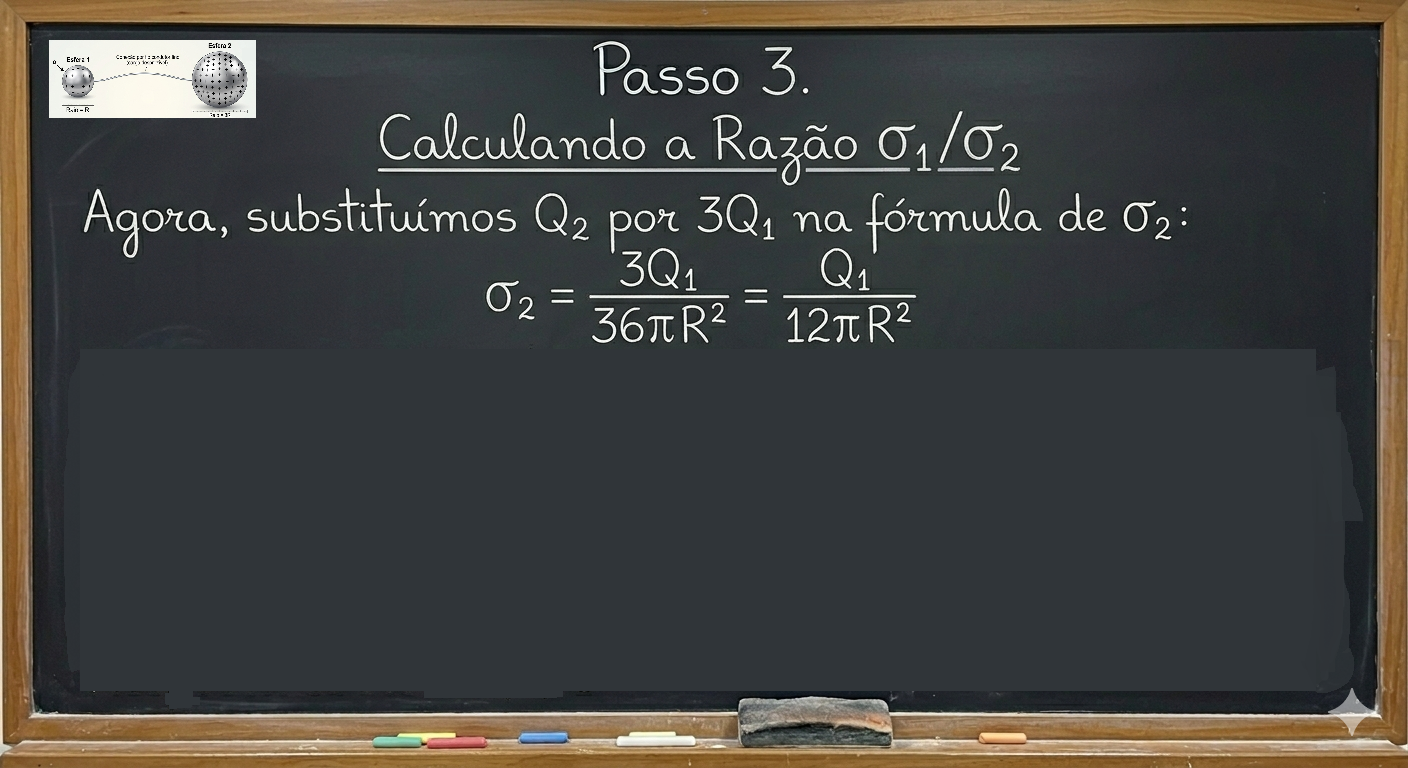 Esfera 1
Esfera 2
Raio = R
Passo 3.
Calculando a Razão σ₁/σ₂
Agora, substituímos Q₂ por 3Q₁ na fórmula de σ₂:
σ₂ = 3Q₁/36πR² = Q₁/12πR²